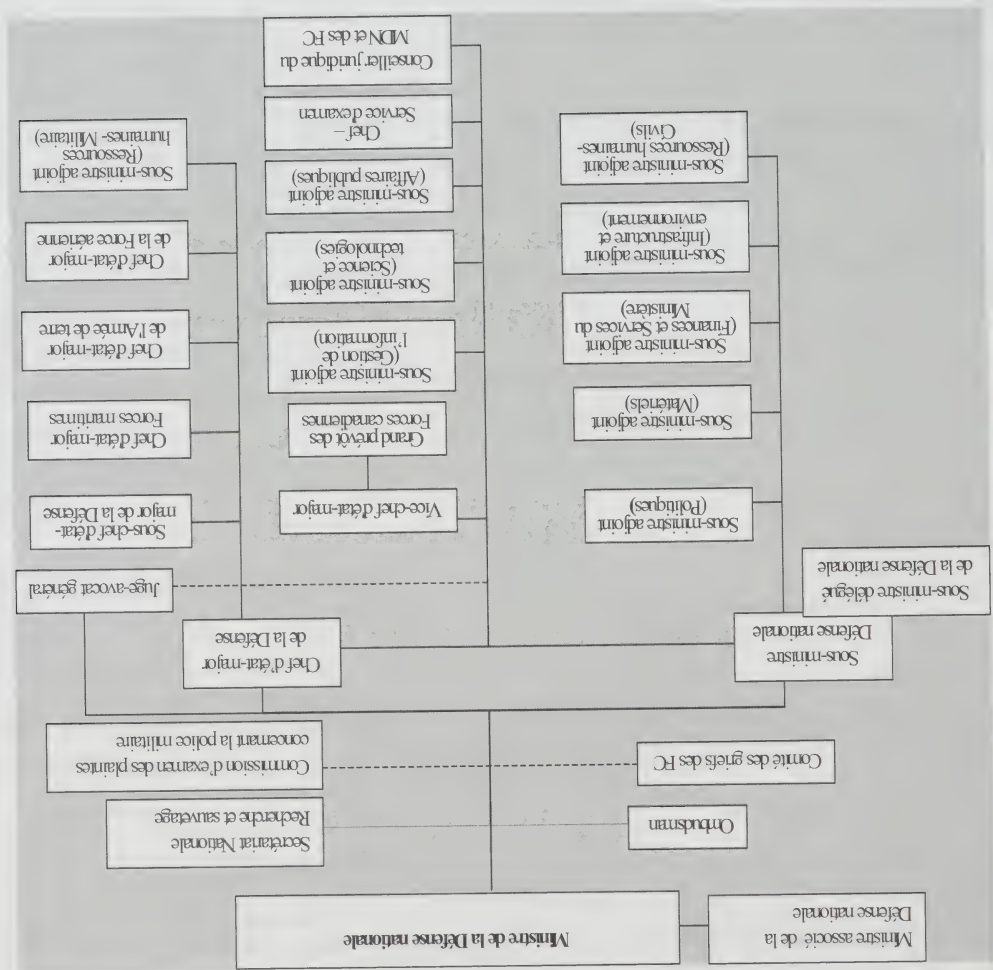 Ministre associé de la
Défense nationale
Ministre de la Défense nationale
Ombudsman
Secrétariat Nationale
Recherche et sauvetage
Comité des griefs des FC
Commission d'examen des plaintes
concernant la police militaire
Sous-ministre
Défense nationale
Sous-ministre délégué
de la Défense nationale
Chef d'état-major
de la Défense
Juge-avocat général
Sous-ministre adjoint
(Politiques)
Sous-ministre adjoint
(Matériels)
Sous-ministre adjoint
(Finances et Services du
Ministère)
Sous-ministre adjoint
(Infrastructure et
environnement)
Sous-ministre adjoint
(Ressources humaines-
Civils)
Vice-chef d'état-major
Grand prévôt des
Forces canadiennes
Sous-ministre adjoint
(Gestion de
l'information)
Sous-ministre adjoint
(Science et
technologies)
Sous-ministre adjoint
(Affaires publiques)
Chef –
Service d'examen
Conseiller juridique du
MDN et des FC
Sous-chef d'état-
major de la Défense
Chef d'état-major
Forces maritimes
Chef d'état-major
de l'Armée de terre
Chef d'état-major
de la Force aérienne
Sous-ministre adjoint
(Ressources
humaines- Militaire)